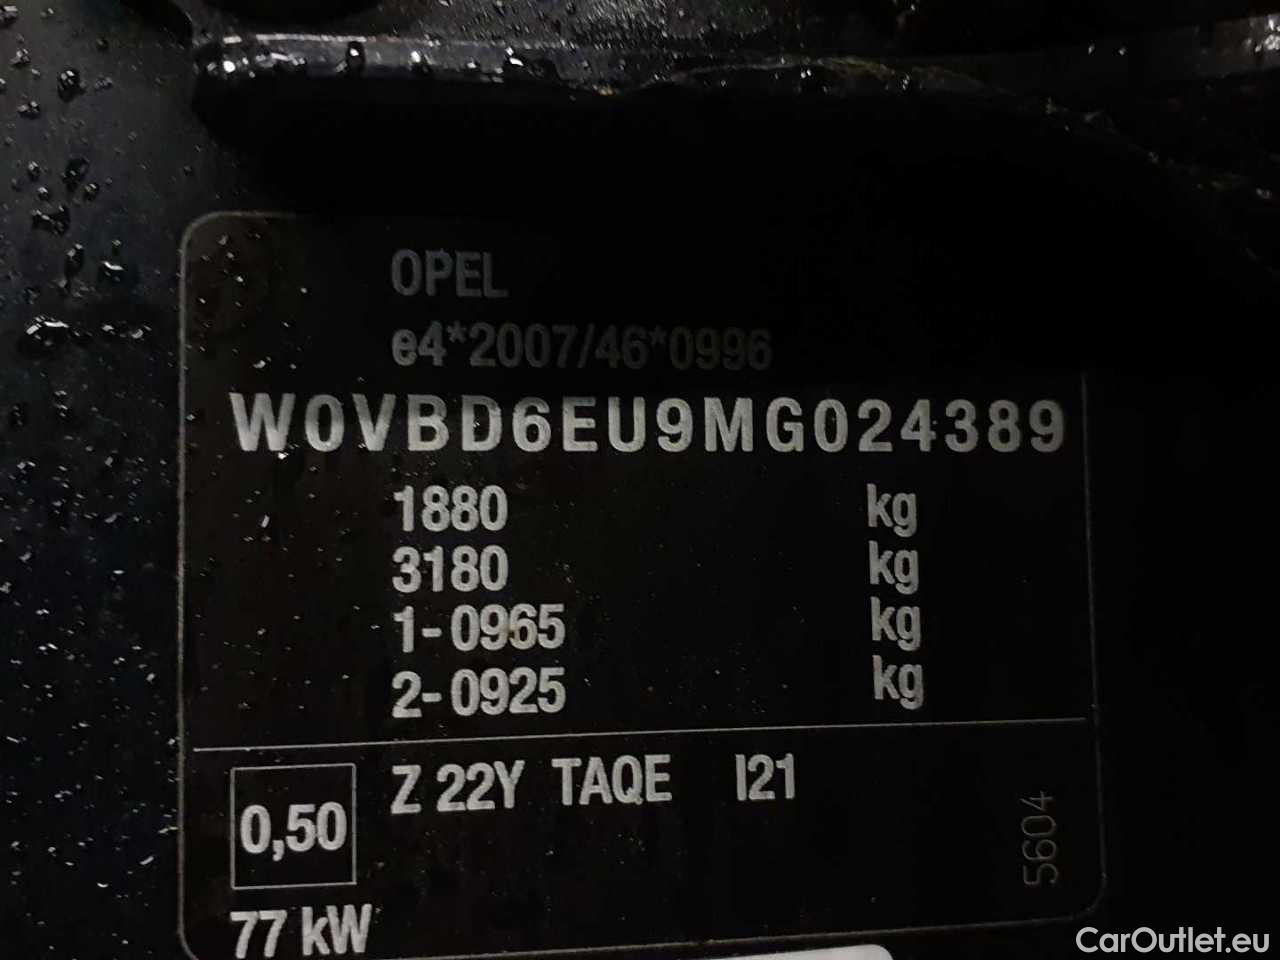 OPEL
e4*2007/46*0996
W0VBD6EU9MG024389
1880 kg
3180 kg
1-0965 kg
2-0925 kg
Z 22Y TAQE I21
0,50
5604
77 kW
CarOutlet.eu